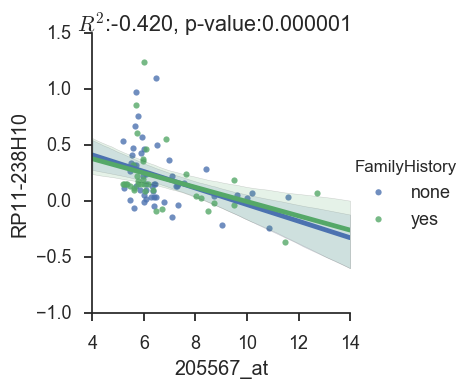 R²:-0.420, p-value:0.000001
1.5
1.0
0.5
0.0
−0.5
−1.0
RP11-238H10
4 6 8 10 12 14
205567_at
FamilyHistory
none
yes